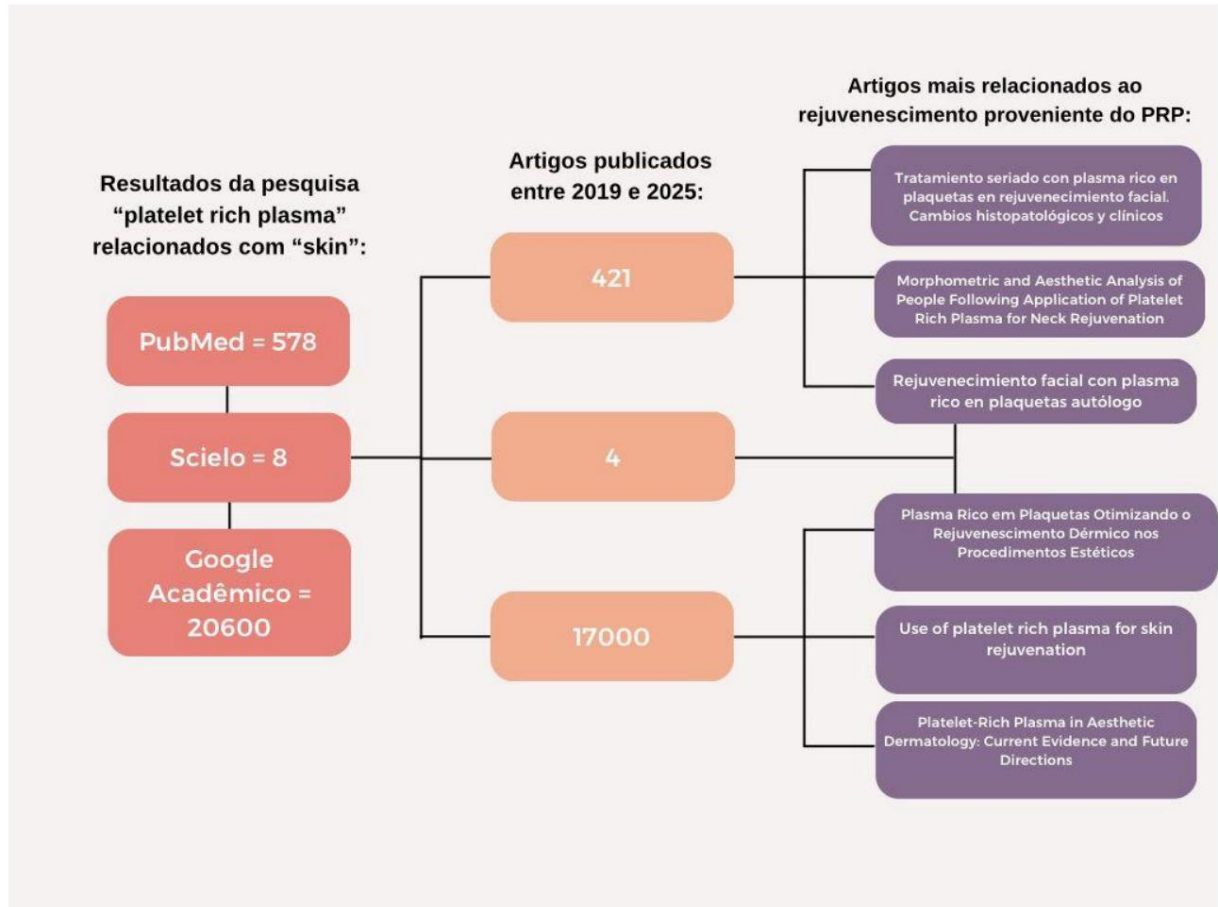 Resultados da pesquisa
“platelet rich plasma”
relacionados com “skin”:
PubMed = 578
Scielo = 8
Google
Acadêmico =
20600
Artigos publicados
entre 2019 e 2025:
421
4
17000
Artigos mais relacionados ao
rejuvenescimento proveniente do PRP:
Tratamiento seriado con plasma rico en
plaquetas en rejuvenecimiento facial.
Cambios histopatológicos y clínicos
Morphometric and Aesthetic Analysis of
People Following Application of Platelet
Rich Plasma for Neck Rejuvenation
Rejuvenecimiento facial con plasma
rico en plaquetas autólogo
Plasma Rico em Plaquetas Otimizando o
Rejuvenescimento Dérmico nos
Procedimentos Estéticos
Use of platelet rich plasma for skin
rejuvenation
Platelet-Rich Plasma in Aesthetic
Dermatology: Current Evidence and Future
Directions